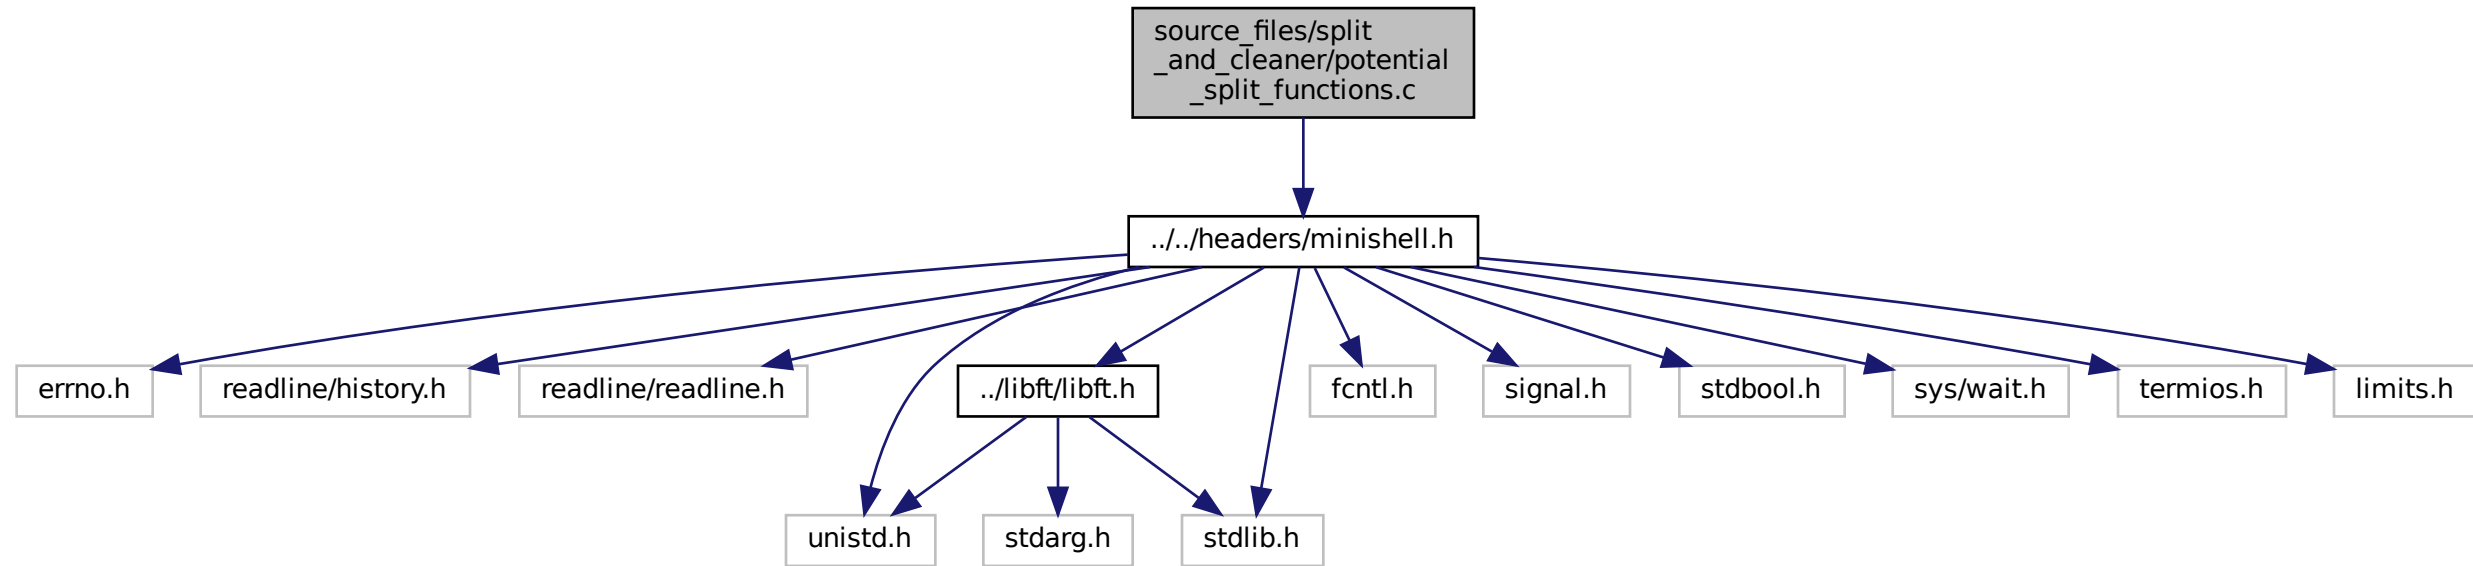 source_files/split
_and_cleaner/potential
_split_functions.c
../../headers/minishell.h
errno.h
readline/history.h
readline/readline.h
../libft/libft.h
fcntl.h
signal.h
stdbool.h
sys/wait.h
termios.h
limits.h
unistd.h
stdarg.h
stdlib.h